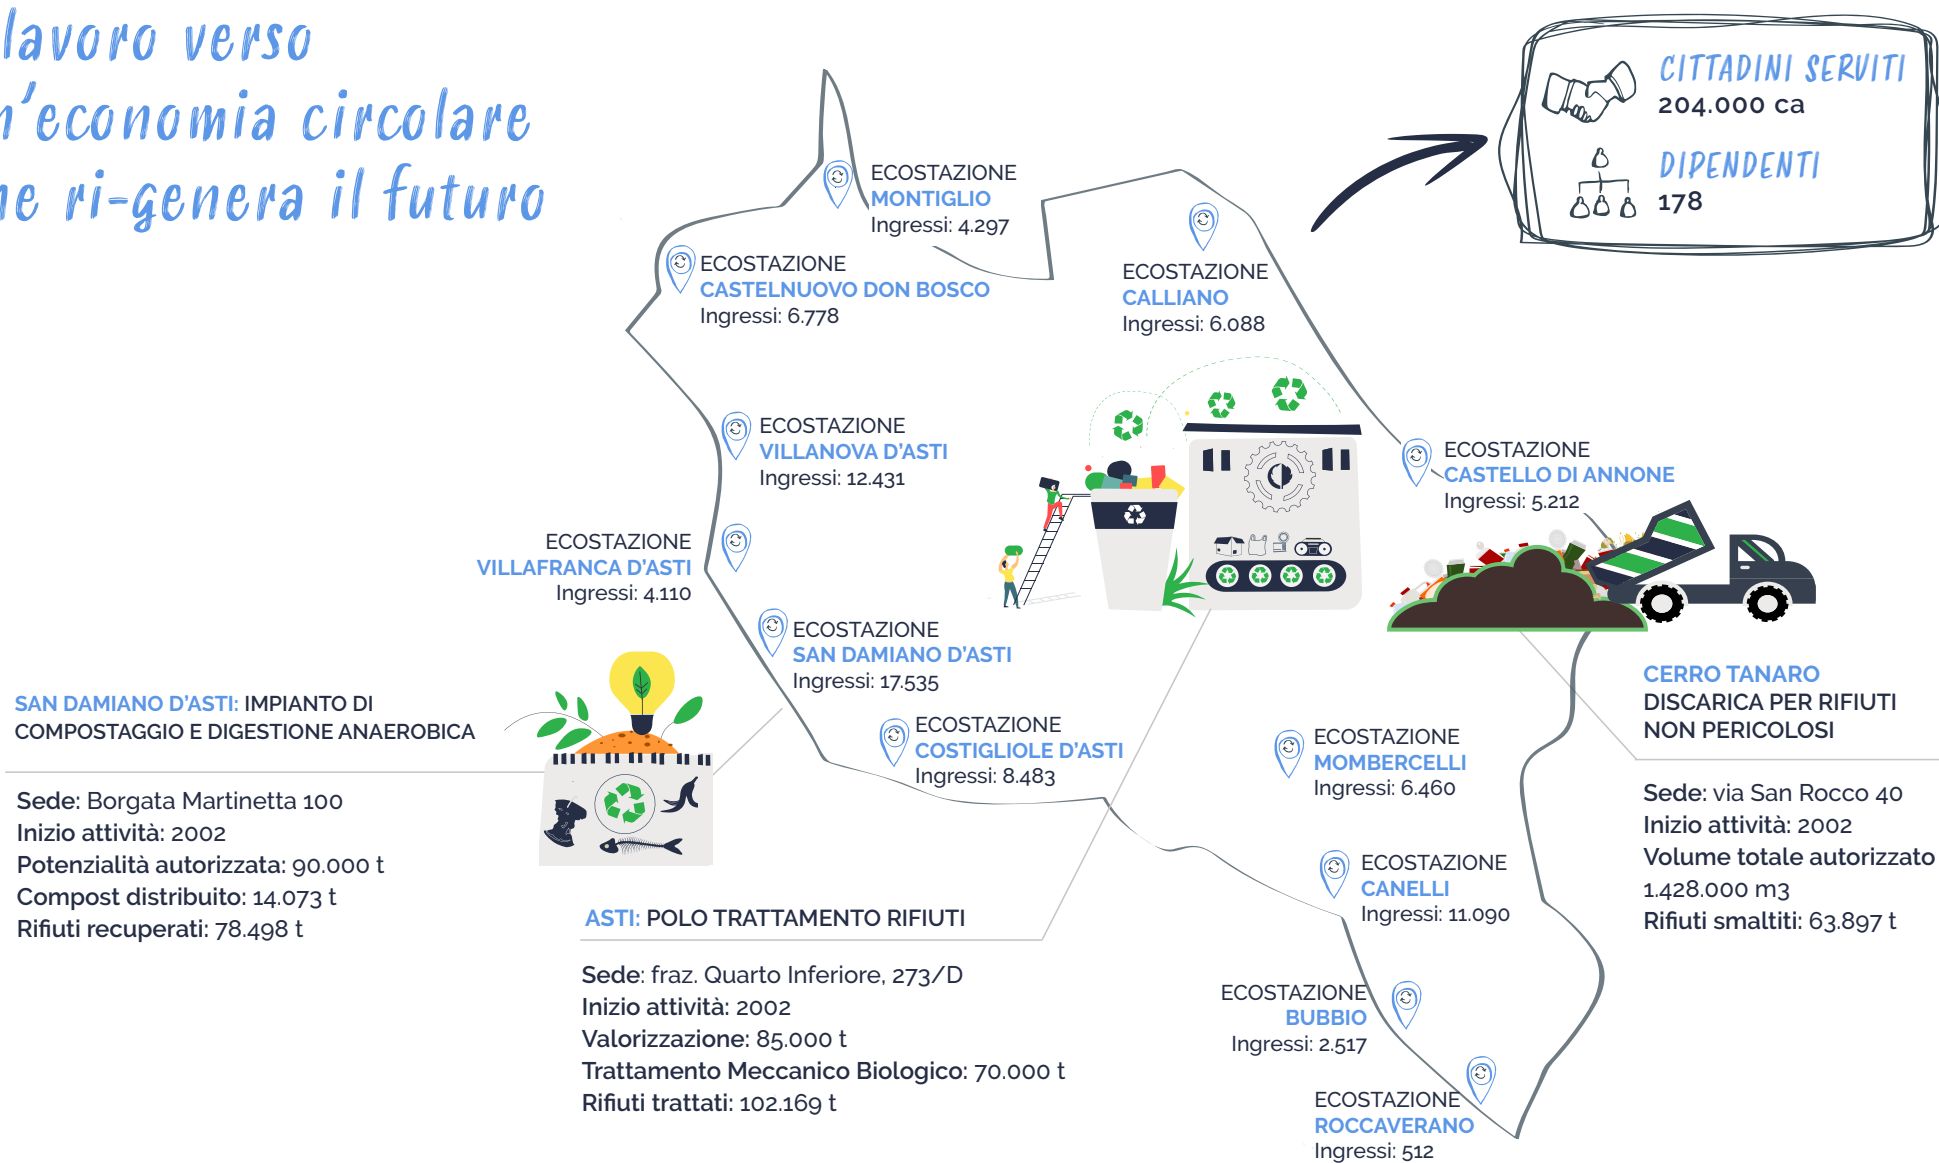 lavoro verso
n'economia circolare
ne ri-genera il futuro
CITTADINI SERVITI
204.000 ca
DIPENDENTI
178
ECOSTAZIONE
MONTIGLIO
Ingressi: 4.297
ECOSTAZIONE
CASTELNUOVO DON BOSCO
Ingressi: 6.778
ECOSTAZIONE
CALLIANO
Ingressi: 6.088
ECOSTAZIONE
VILLANOVA D'ASTI
Ingressi: 12.431
ECOSTAZIONE
CASTELLO DI ANNONE
Ingressi: 5.212
ECOSTAZIONE
VILLAFRANCA D'ASTI
Ingressi: 4.110
ECOSTAZIONE
SAN DAMIANO D'ASTI
Ingressi: 17.535
SAN DAMIANO D'ASTI: IMPIANTO DI
COMPOSTAGGIO E DIGESTIONE ANAEROBICA
Sede: Borgata Martinetta 100
Inizio attività: 2002
Potenzialità autorizzata: 90.000 t
Compost distribuito: 14.073 t
Rifiuti recuperati: 78.498 t
ECOSTAZIONE
COSTIGLIOLE D'ASTI
Ingressi: 8.483
ECOSTAZIONE
MOMBERCELLI
Ingressi: 6.460
CERRO TANARO
DISCARICA PER RIFIUTI
NON PERICOLOSI
Sede: via San Rocco 40
Inizio attività: 2002
Volume totale autorizzato
1.428.000 m3
Rifiuti smaltiti: 63.897 t
ECOSTAZIONE
CANELLI
Ingressi: 11.090
ASTI: POLO TRATTAMENTO RIFIUTI
Sede: fraz. Quarto Inferiore, 273/D
Inizio attività: 2002
Valorizzazione: 85.000 t
Trattamento Meccanico Biologico: 70.000 t
Rifiuti trattati: 102.169 t
ECOSTAZIONE
BUBBIO
Ingressi: 2.517
ECOSTAZIONE
ROCCAVERANO
Ingressi: 512